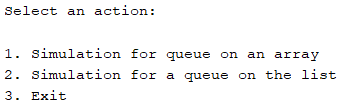 Select an action:
1. Simulation for queue on an array
2. Simulation for a queue on the list
3. Exit